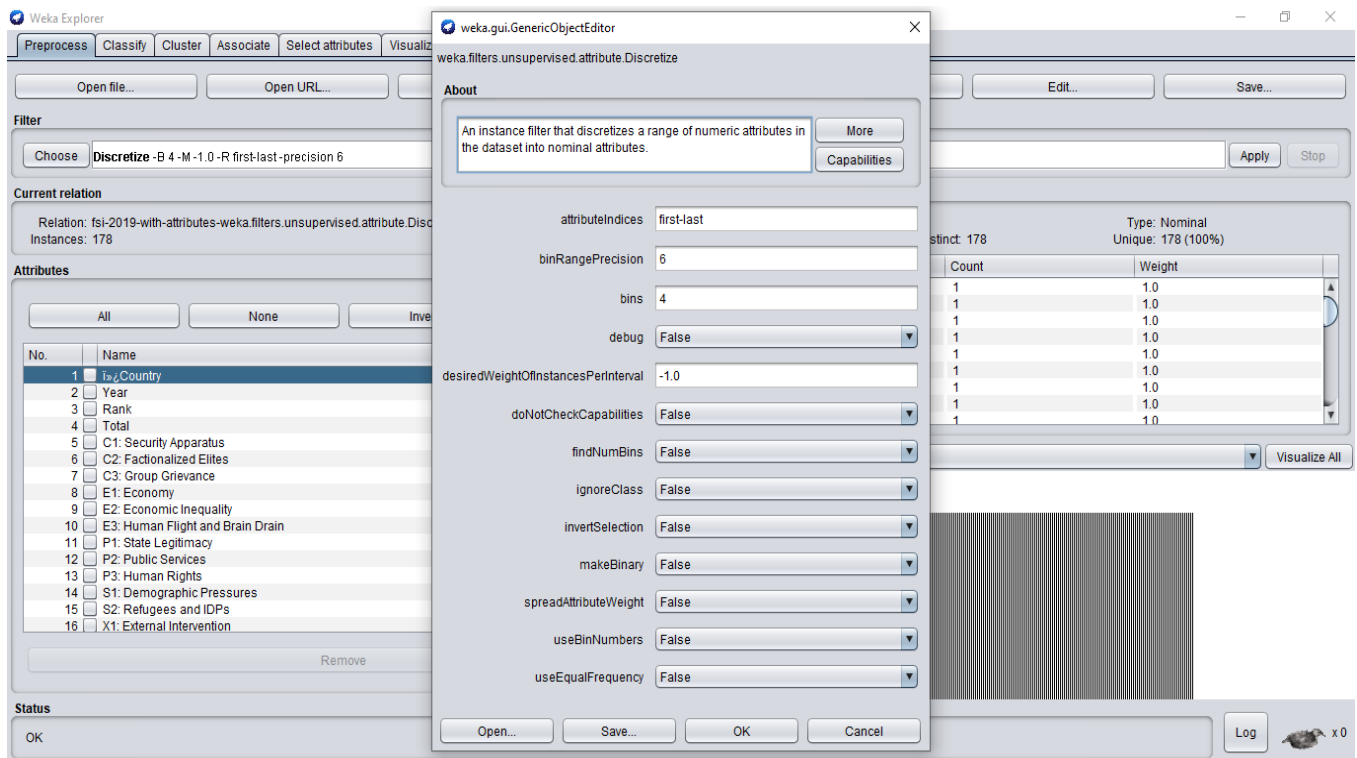 Weka Explorer
Preprocess Classify Cluster Associate Select attributes Visualiz
Open file... Open URL... Edit... Save...
Filter
Choose Discretize -B 4 -M -1.0 -R first-last -precision 6 Apply Stop
Current relation
Relation: fsi-2019-with-attributes-weka.filters.unsupervised.attribute.Disc
Instances: 178
Attributes
All None Inve
No. Name
1 ï»¿Country
2 Year
3 Rank
4 Total
5 C1: Security Apparatus
6 C2: Factionalized Elites
7 C3: Group Grievance
8 E1: Economy
9 E2: Economic Inequality
10 E3: Human Flight and Brain Drain
11 P1: State Legitimacy
12 P2: Public Services
13 P3: Human Rights
14 S1: Demographic Pressures
15 S2: Refugees and IDPs
16 X1: External Intervention
Remove
Status
OK
weka.gui.GenericObjectEditor
weka.filters.unsupervised.attribute.Discretize
About
An instance filter that discretizes a range of numeric attributes in
the dataset into nominal attributes.
More
Capabilities
attributeIndices first-last
binRangePrecision 6
bins 4
debug False
desiredWeightOfInstancesPerInterval -1.0
doNotCheckCapabilities False
findNumBins False
ignoreClass False
invertSelection False
makeBinary False
spreadAttributeWeight False
useBinNumbers False
useEqualFrequency False
Open... Save... OK Cancel
Type: Nominal
stinct: 178 Unique: 178 (100%)
Count Weight
1 1.0
1 1.0
1 1.0
1 1.0
1 1.0
1 1.0
1 1.0
1 1.0
1 1.0
Visualize All
Log x 0